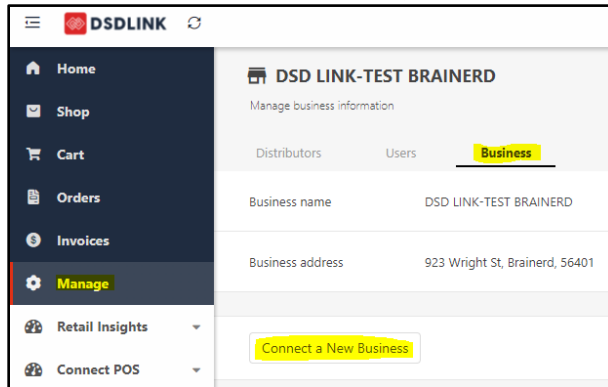 DSDLINK
Home
Shop
Cart
Orders
Invoices
Manage
Retail Insights
Connect POS
DSD LINK-TEST BRAINERD
Manage business information
Distributors Users Business
Business name DSD LINK-TEST BRAINERD
Business address 923 Wright St, Brainerd, 56401
Connect a New Business